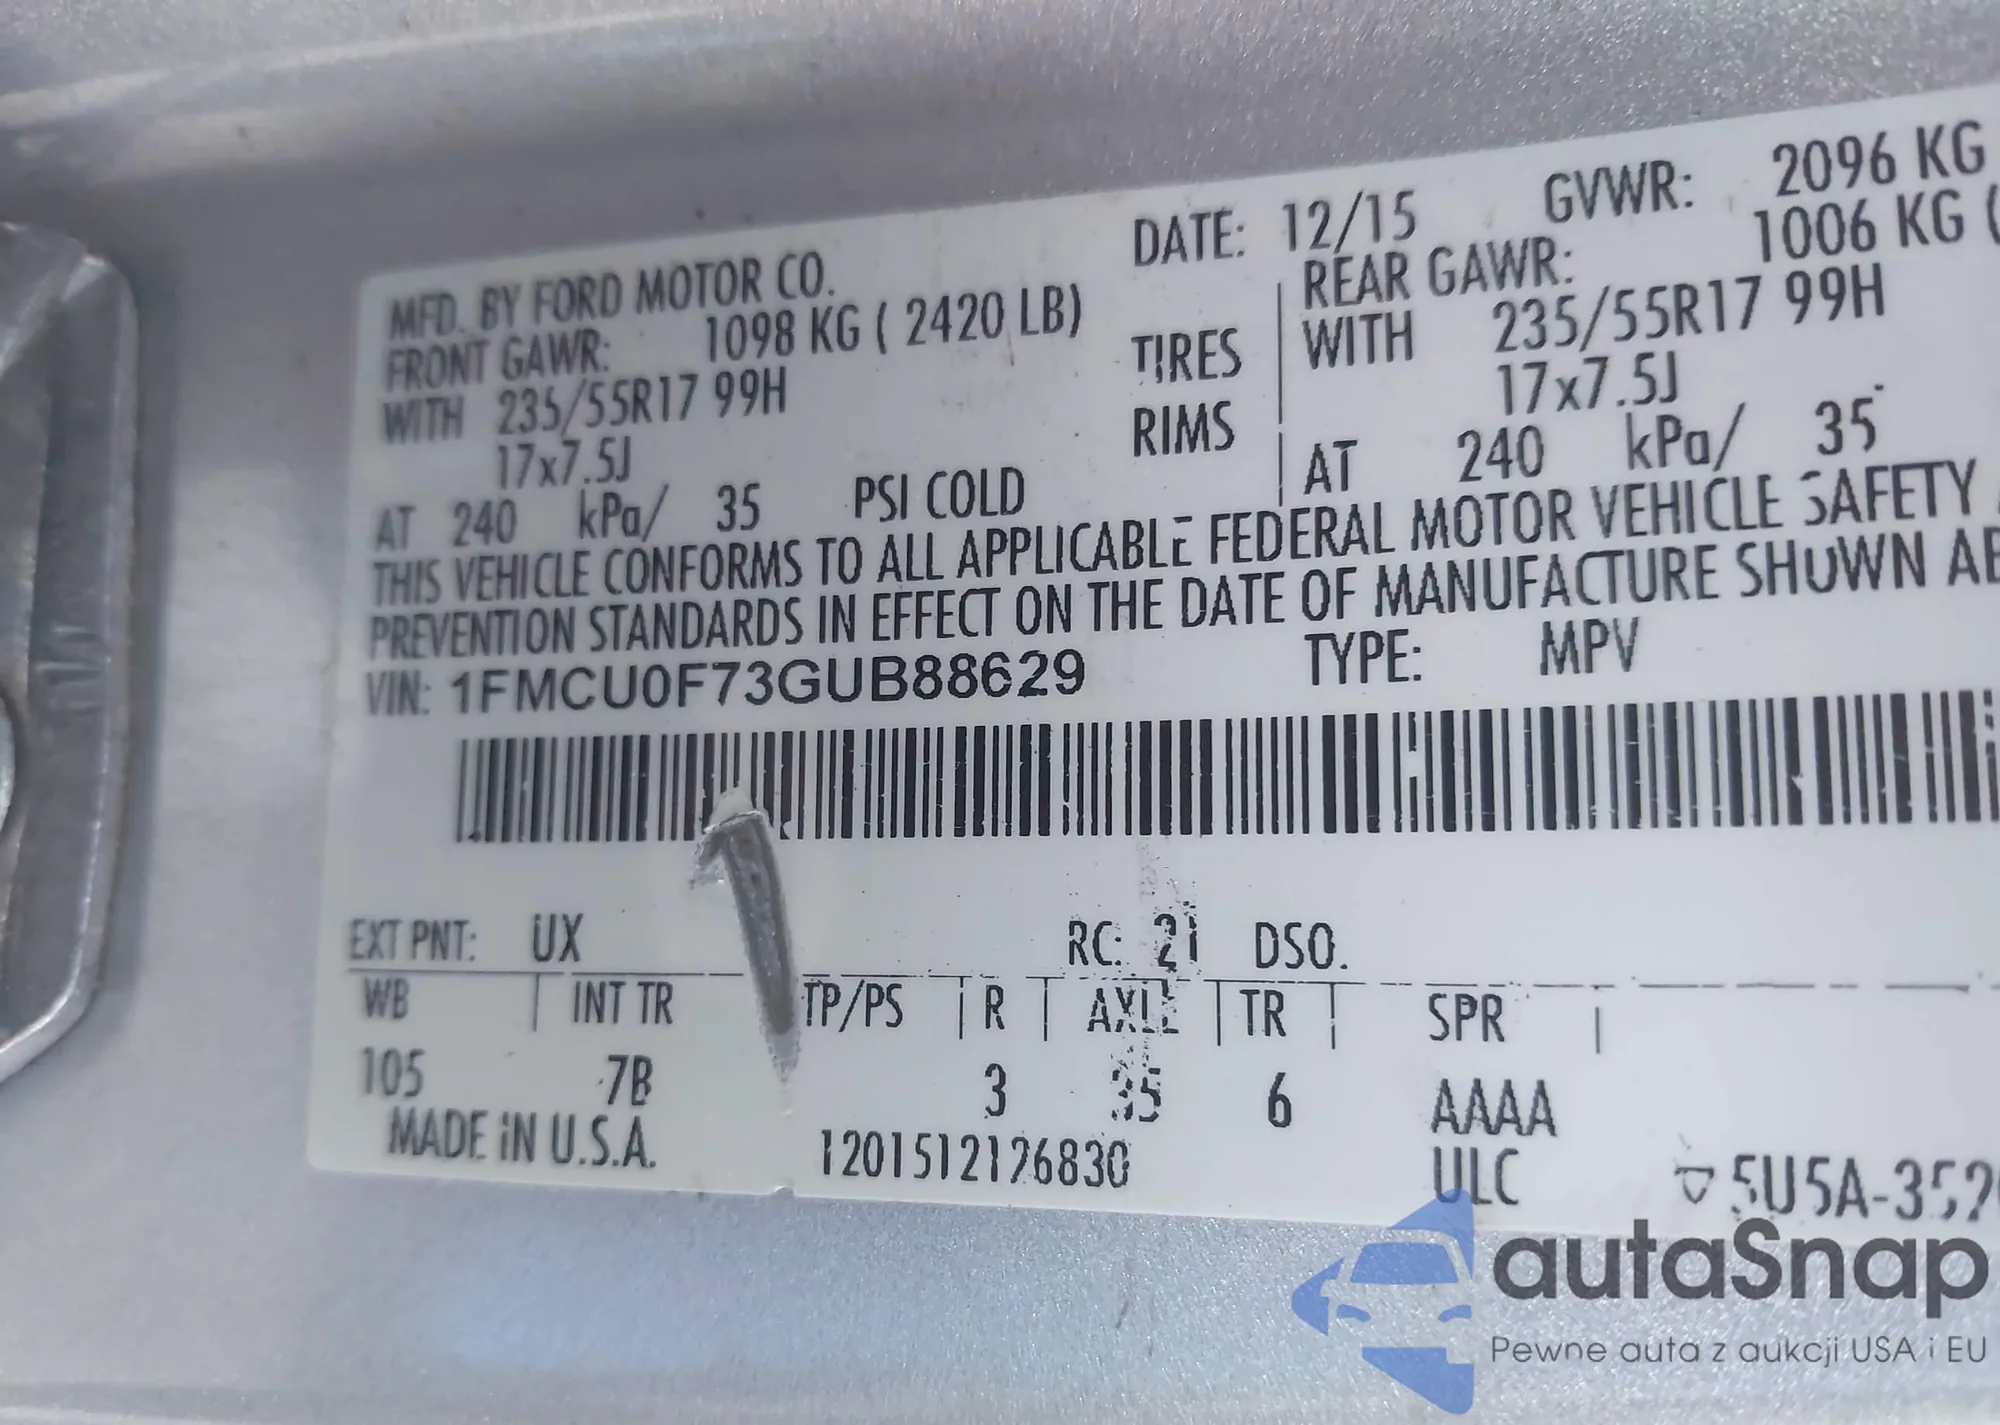 MFD. BY FORD MOTOR CO. DATE: 12/15 GVWR: 2096 KG
FRONT GAWR: 1098 KG ( 2420 LB) REAR GAWR: 1006 KG (
WITH 235/55R17 99H TIRES WITH 235/55R17 99H
17x7.5J RIMS 17x7.5J
AT 240 kPa/ 35 PSI COLD AT 240 kPa/ 35
THIS VEHICLE CONFORMS TO ALL APPLICABLE FEDERAL MOTOR VEHICLE SAFETY
PREVENTION STANDARDS IN EFFECT ON THE DATE OF MANUFACTURE SHOWN AB
VIN: 1FMCU0F73GUB88629 TYPE: MPV
EXT PNT: UX RC: 21 DSO.
WB INT TR TP/PS R AXLE TR SPR
105 7B 3 35 6 AAAA
MADE IN U.S.A. 1201512126830 ULC
autaSnap
Pewne auta z aukcji USA i EU